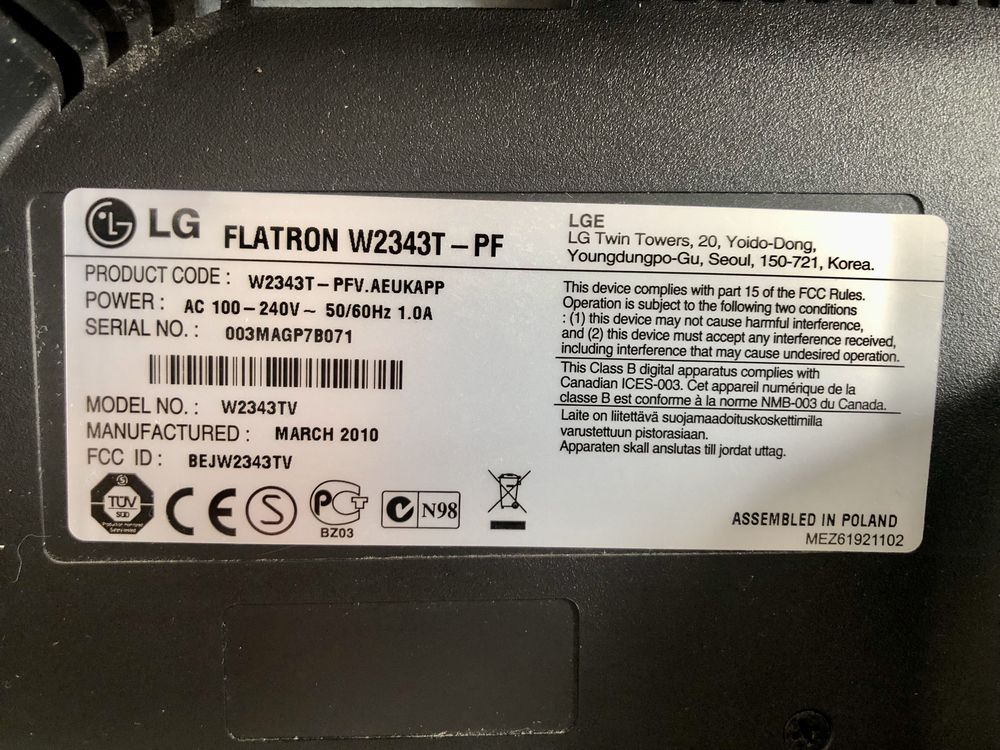 LG FLATRON W2343T-PF
LGE
LG Twin Towers, 20, Yoido-Dong,
Youngdungpo-Gu, Seoul, 150-721, Korea.
PRODUCT CODE : W2343T-PFV.AEUKAPP
POWER : AC 100-240V~ 50/60Hz 1.0A
SERIAL NO. : 003MAGP7B071
MODEL NO. : W2343TV
MANUFACTURED : MARCH 2010
FCC ID : BEJW2343TV
This device complies with part 15 of the FCC Rules.
Operation is subject to the following two conditions
: (1) this device may not cause harmful interference,
and (2) this device must accept any interference received,
including interference that may cause undesired operation.
This Class B digital apparatus complies with
Canadian ICES-003. Cet appareil numérique de la
classe B est conforme à la norme NMB-003 du Canada.
Laite on liitettävä suojamaadoituskoskettimilla
varustettuun pistorasiaan.
Apparaten skall anslutas till jordat uttag.
TÜV
SÜD
CE
S
N98
BZ03
ASSEMBLED IN POLAND
MEZ61921102